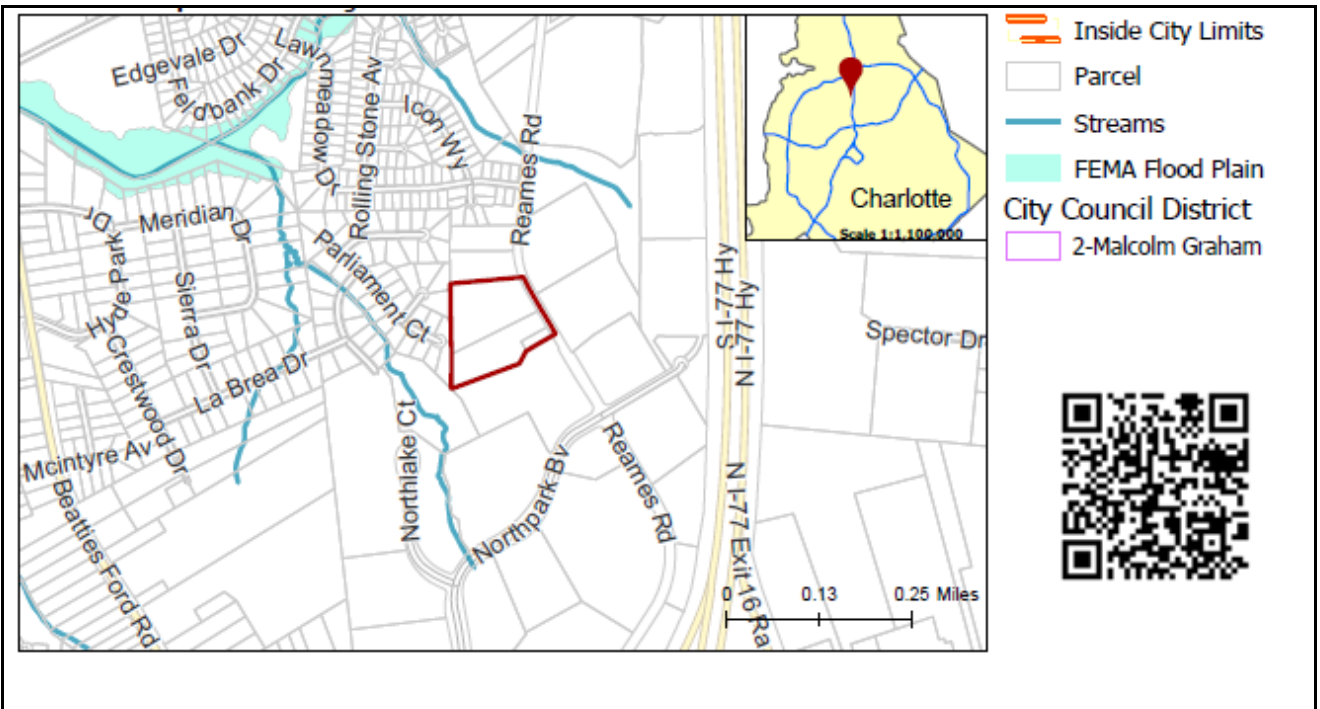 Edgevale Dr
Feldbank Dr
Lawnmeadow Dr
Rolling Stone Av
Icon Wy
Reames Rd
Meridian Dr
Hyde Park Dr
Sierra Dr
Parliament Ct
Crestwood Dr
La Brea Dr
Mcintyre Av
Beatties Ford Rd
Northlake Ct
Northpark Bv
Reames Rd
S I-77 Hy
N I-77 Hy
N I-77 Exit 16 Ra
Spector Dr
0 0.13 0.25 Miles
Charlotte
Scale 1:1,100,000
Inside City Limits
Parcel
Streams
FEMA Flood Plain
City Council District
2-Malcolm Graham